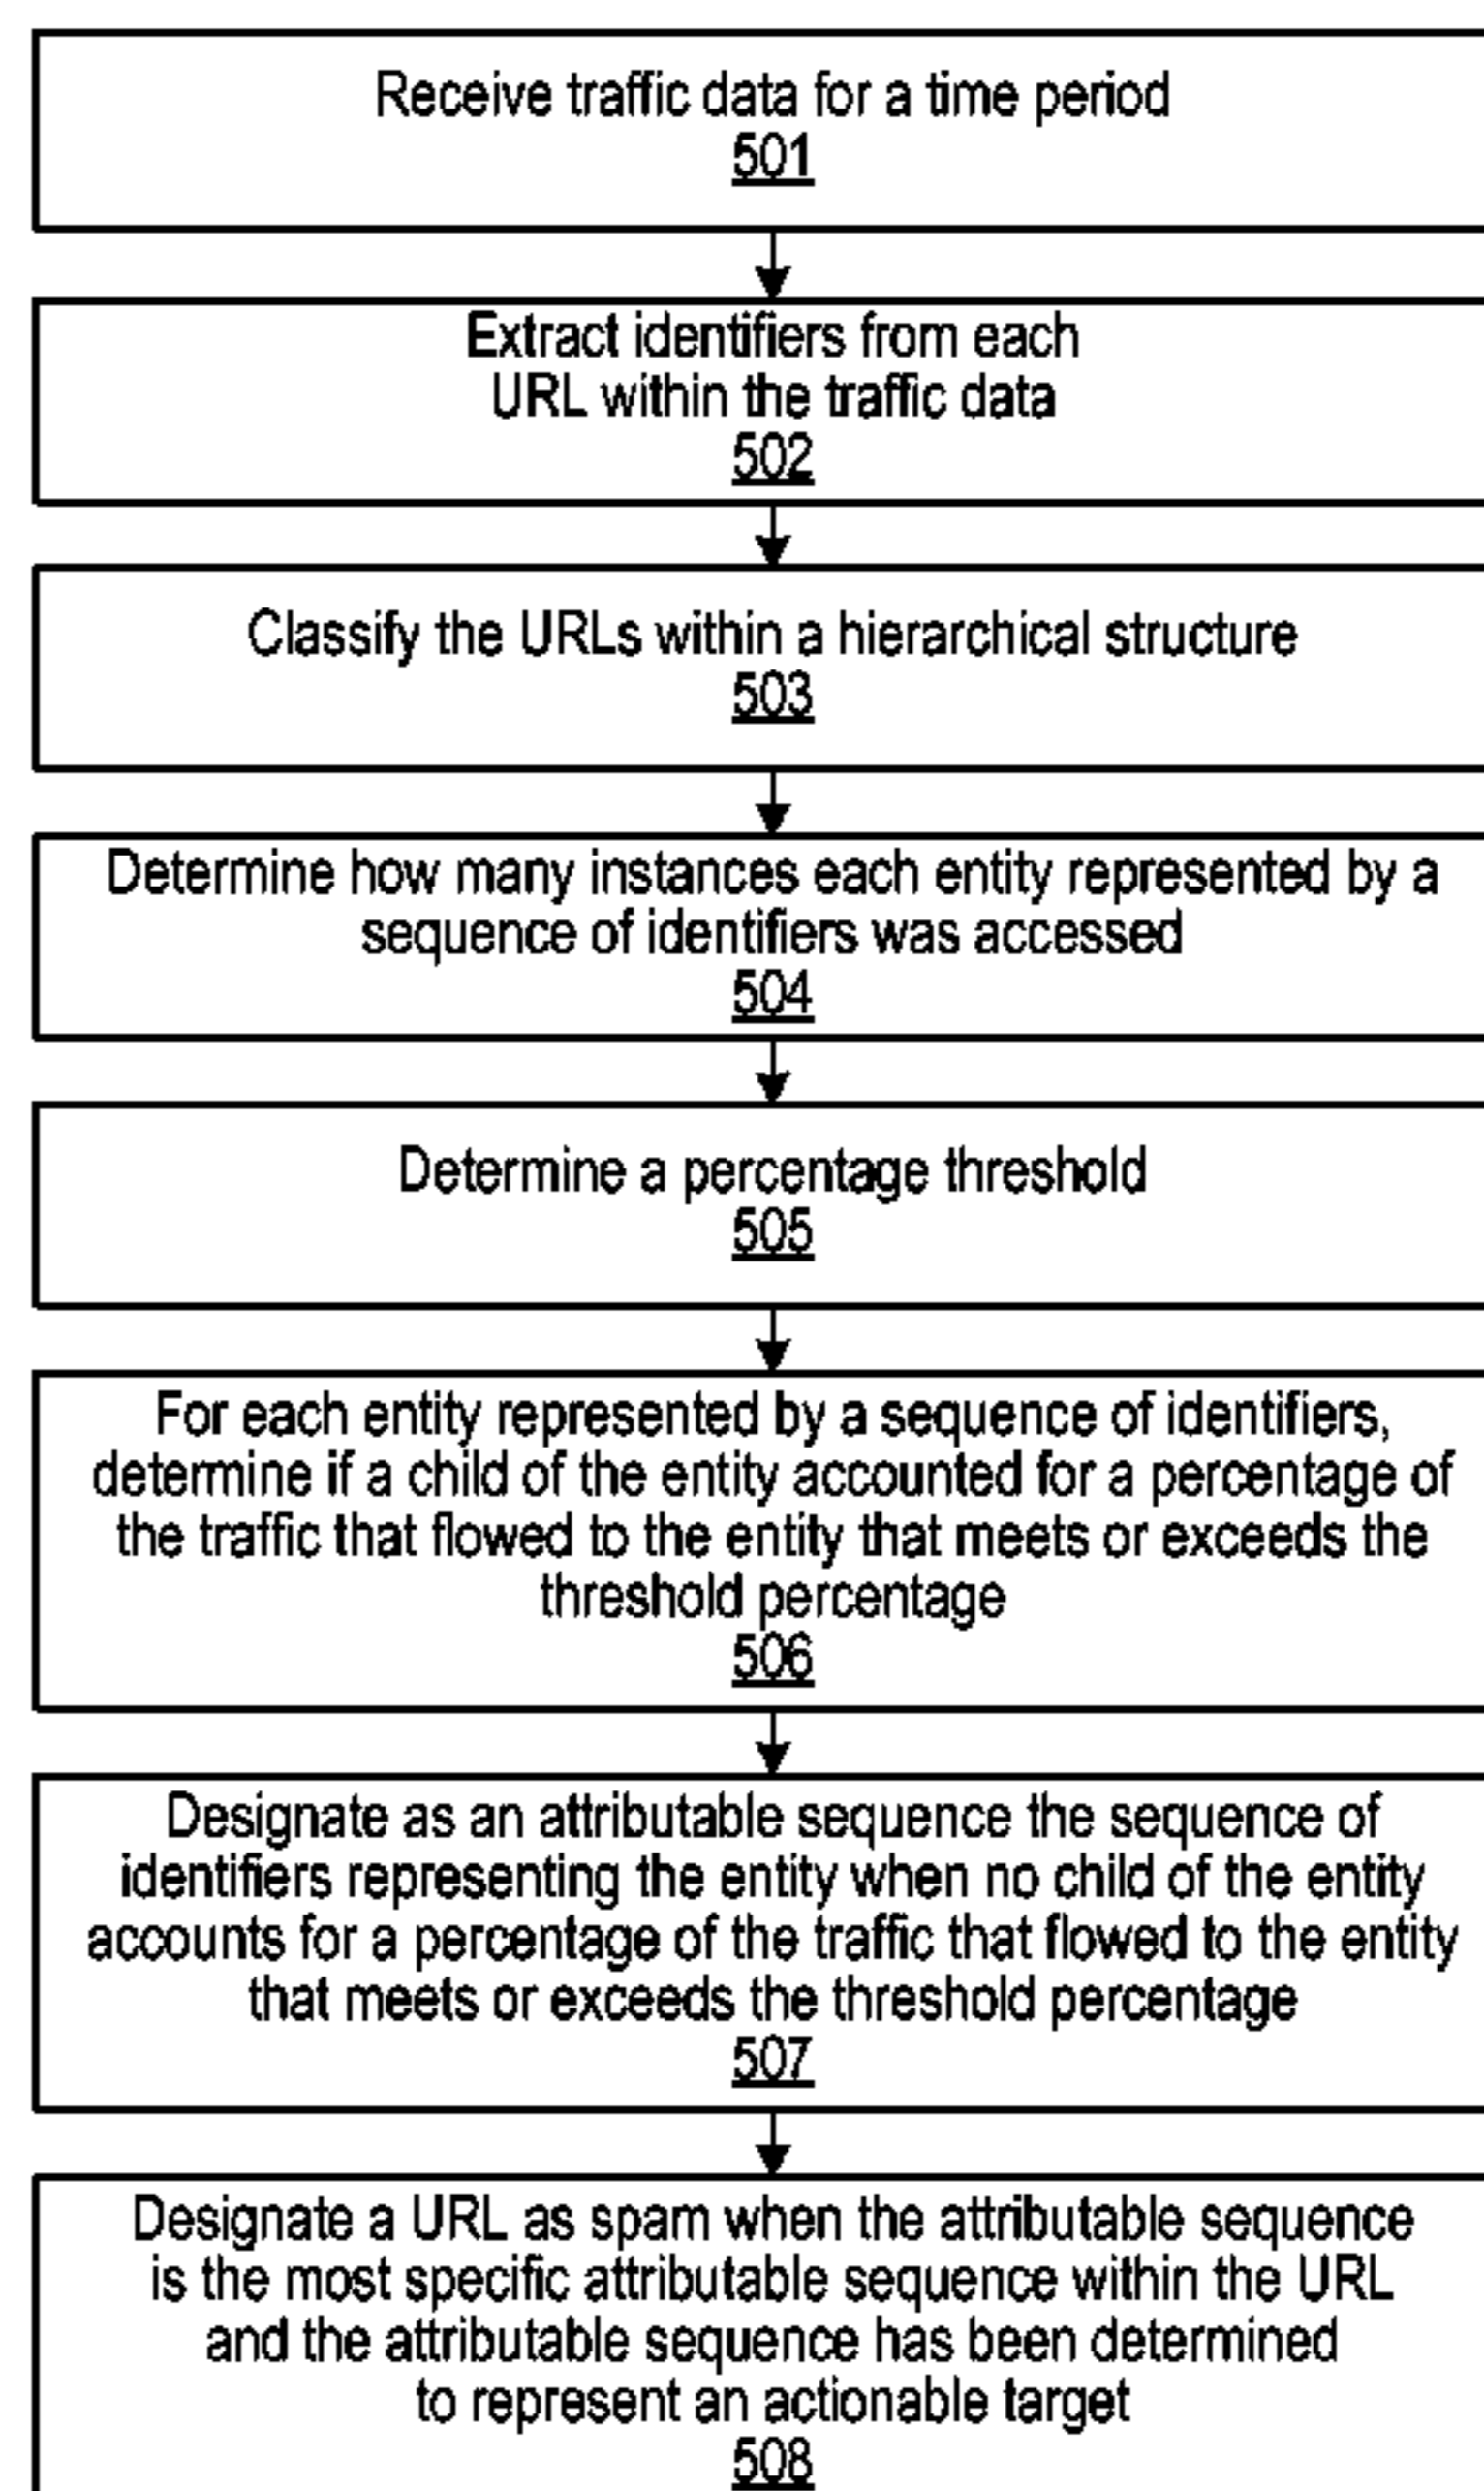 Receive traffic data for a time period
501
Extract identifiers from each
URL within the traffic data
502
Classify the URLs within a hierarchical structure
503
Determine how many instances each entity represented by a
sequence of identifiers was accessed
504
Determine a percentage threshold
505
For each entity represented by a sequence of identifiers,
determine if a child of the entity accounted for a percentage of
the traffic that flowed to the entity that meets or exceeds the
threshold percentage
506
Designate as an attributable sequence the sequence of
identifiers representing the entity when no child of the entity
accounts for a percentage of the traffic that flowed to the entity
that meets or exceeds the threshold percentage
507
Designate a URL as spam when the attributable sequence
is the most specific attributable sequence within the URL
and the attributable sequence has been determined
to represent an actionable target
508